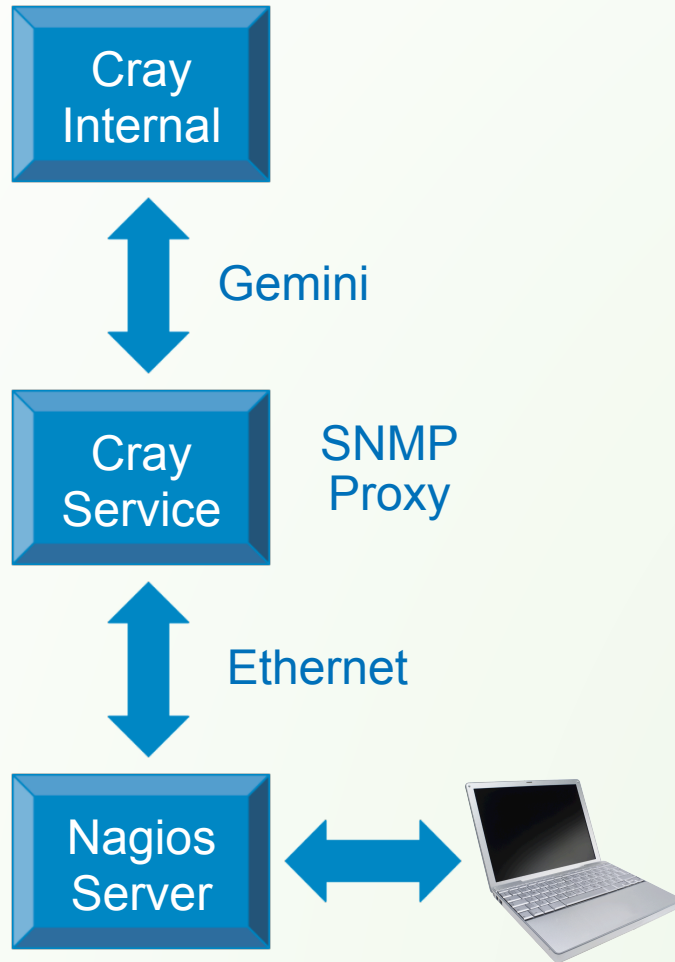 Cray
Internal
Gemini
Cray
Service
SNMP
Proxy
Ethernet
Nagios
Server